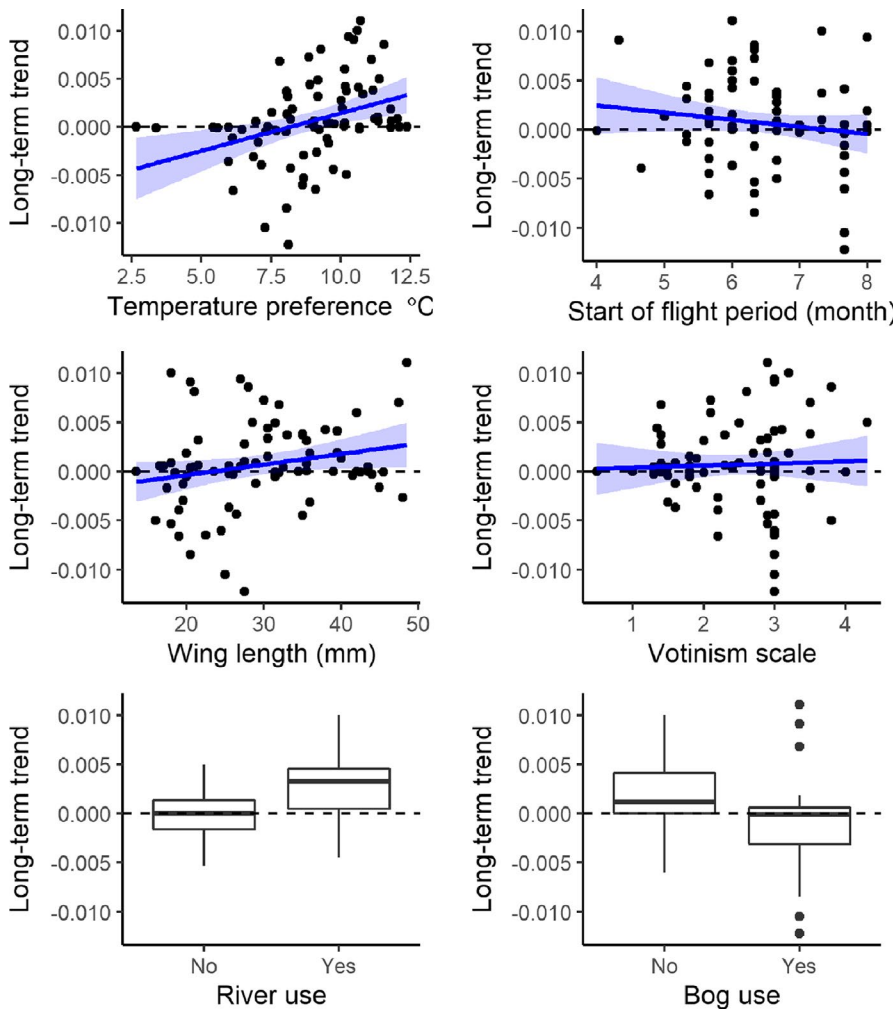 Long-term trend
0.010
0.005
0.000
-0.005
-0.010
2.5 5.0 7.5 10.0 12.5
Temperature preference °C
Long-term trend
0.010
0.005
0.000
-0.005
-0.010
4 5 6 7 8
Start of flight period (month)
Long-term trend
0.010
0.005
0.000
-0.005
-0.010
20 30 40 50
Wing length (mm)
Long-term trend
0.010
0.005
0.000
-0.005
-0.010
1 2 3 4
Votinism scale
Long-term trend
0.010
0.005
0.000
-0.005
-0.010
No Yes
River use
Long-term trend
0.010
0.005
0.000
-0.005
-0.010
No Yes
Bog use